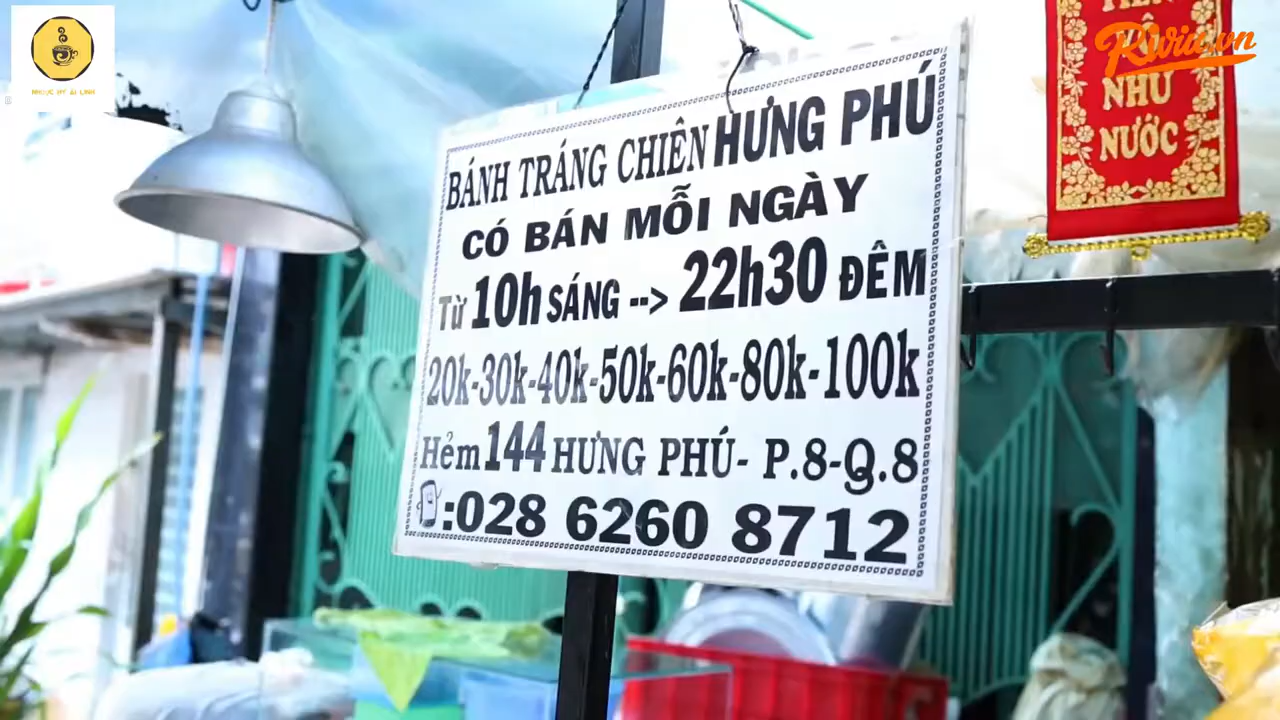 BÁNH TRÁNG CHIÊN HƯNG PHÚ
CÓ BÁN MỖI NGÀY
Từ 10h SÁNG --> 22h30 ĐÊM
20k-30k-40k-50k-60k-80k-100k
Hẻm 144 HƯNG PHÚ- P.8-Q.8
:028 6260 8712
NHƯ
NƯỚC
Riviu.vn